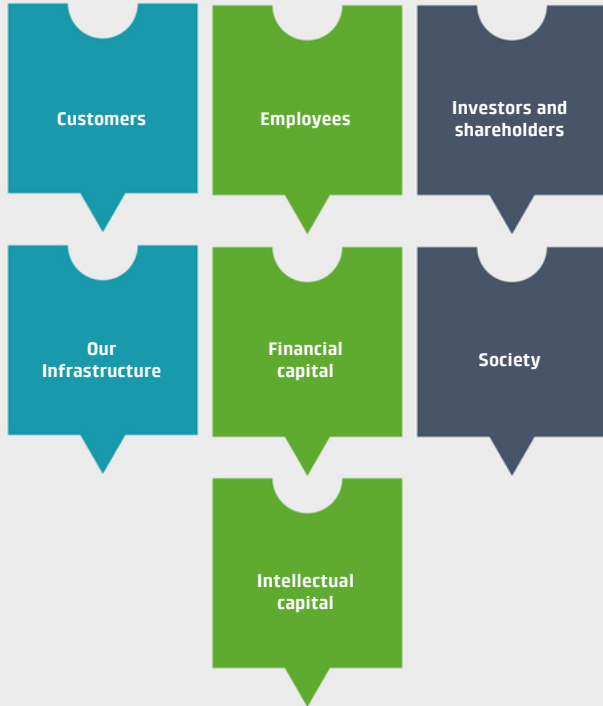 Customers
Employees
Investors and
shareholders
Our
Infrastructure
Financial
capital
Society
Intellectual
capital